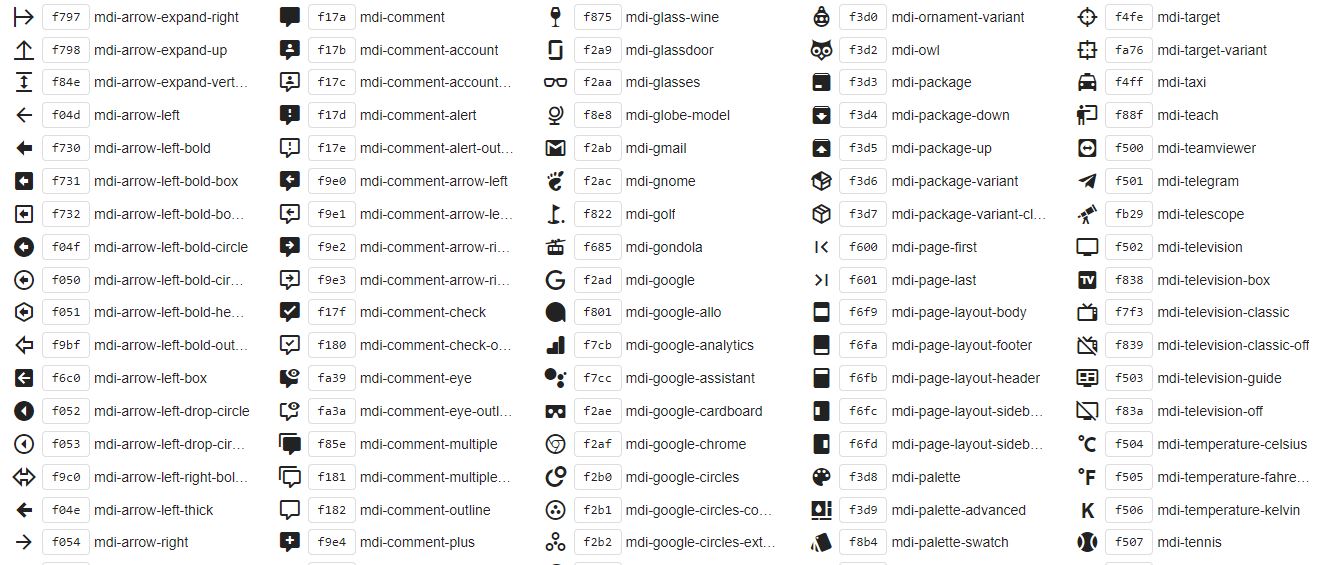 f797 mdi-arrow-expand-right f17a mdi-comment f875 mdi-glass-wine f3d0 mdi-ornament-variant f4fe mdi-target
f798 mdi-arrow-expand-up f17b mdi-comment-account f2a9 mdi-glassdoor f3d2 mdi-owl fa76 mdi-target-variant
f84e mdi-arrow-expand-vert... f17c mdi-comment-account... f2aa mdi-glasses f3d3 mdi-package f4ff mdi-taxi
f04d mdi-arrow-left f17d mdi-comment-alert f8e8 mdi-globe-model f3d4 mdi-package-down f88f mdi-teach
f730 mdi-arrow-left-bold f17e mdi-comment-alert-out... f2ab mdi-gmail f3d5 mdi-package-up f500 mdi-teamviewer
f731 mdi-arrow-left-bold-box f9e0 mdi-comment-arrow-left f2ac mdi-gnome f3d6 mdi-package-variant f501 mdi-telegram
f732 mdi-arrow-left-bold-bo... f9e1 mdi-comment-arrow-le... f822 mdi-golf f3d7 mdi-package-variant-cl... fb29 mdi-telescope
f04f mdi-arrow-left-bold-circle f9e2 mdi-comment-arrow-ri... f685 mdi-gondola f600 mdi-page-first f502 mdi-television
f050 mdi-arrow-left-bold-cir... f9e3 mdi-comment-arrow-ri... f2ad mdi-google f601 mdi-page-last TV f838 mdi-television-box
f051 mdi-arrow-left-bold-he... f17f mdi-comment-check f801 mdi-google-allo f6f9 mdi-page-layout-body f7f3 mdi-television-classic
f9bf mdi-arrow-left-bold-out... f180 mdi-comment-check-o... f7cb mdi-google-analytics f6fa mdi-page-layout-footer f839 mdi-television-classic-off
f6c0 mdi-arrow-left-box fa39 mdi-comment-eye f7cc mdi-google-assistant f6fb mdi-page-layout-header f503 mdi-television-guide
f052 mdi-arrow-left-drop-circle fa3a mdi-comment-eye-outl... f2ae mdi-google-cardboard f6fc mdi-page-layout-sideb... f83a mdi-television-off
f053 mdi-arrow-left-drop-cir... f85e mdi-comment-multiple f2af mdi-google-chrome f6fd mdi-page-layout-sideb... °C f504 mdi-temperature-celsius
f9c0 mdi-arrow-left-right-bol... f181 mdi-comment-multiple... f2b0 mdi-google-circles f3d8 mdi-palette °F f505 mdi-temperature-fahre...
f04e mdi-arrow-left-thick f182 mdi-comment-outline f2b1 mdi-google-circles-co... f3d9 mdi-palette-advanced K f506 mdi-temperature-kelvin
f054 mdi-arrow-right f9e4 mdi-comment-plus f2b2 mdi-google-circles-ext... f8b4 mdi-palette-swatch f507 mdi-tennis